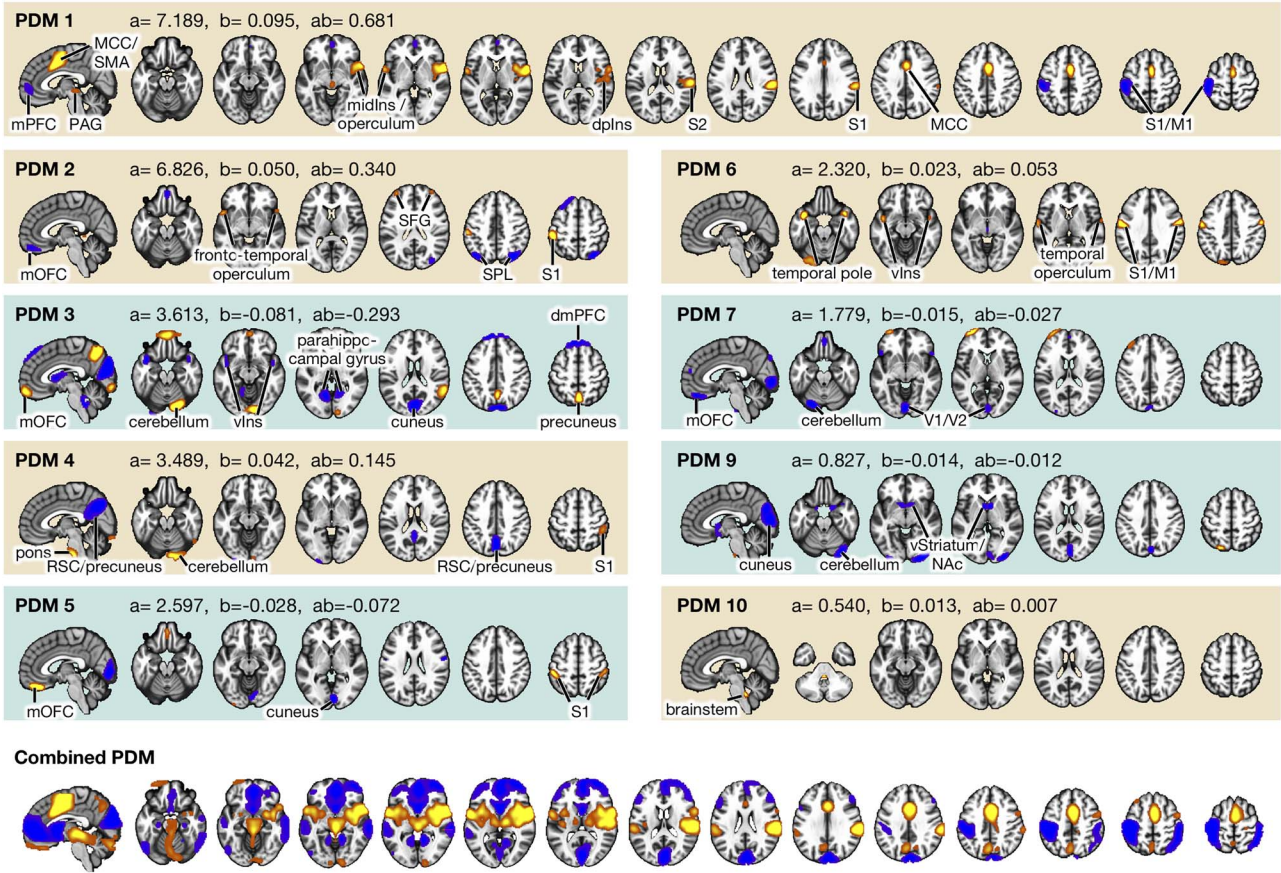 PDM 1 a= 7.189, b= 0.095, ab= 0.681
MCC/
SMA
mPFC PAG
midIns /
operculum
dpIns S2 S1 MCC S1/M1
PDM 2 a= 6.826, b= 0.050, ab= 0.340
SFG
mOFC
frontc-temporal
operculum
SPL S1
PDM 6 a= 2.320, b= 0.023, ab= 0.053
temporal pole vIns
temporal
operculum
S1/M1
PDM 3 a= 3.613, b=-0.081, ab=-0.293
dmPFC
parahippc-
campal gyrus
mOFC cerebellum vIns cuneus precuneus
PDM 7 a= 1.779, b=-0.015, ab=-0.027
mOFC cerebellum V1/V2
PDM 4 a= 3.489, b= 0.042, ab= 0.145
pons
RSC/precuneus cerebellum RSC/precuneus S1
PDM 9 a= 0.827, b=-0.014, ab=-0.012
cuneus cerebellum
vStriatum/
NAc
PDM 5 a= 2.597, b=-0.028, ab=-0.072
mOFC cuneus S1
PDM 10 a= 0.540, b= 0.013, ab= 0.007
brainstem
Combined PDM